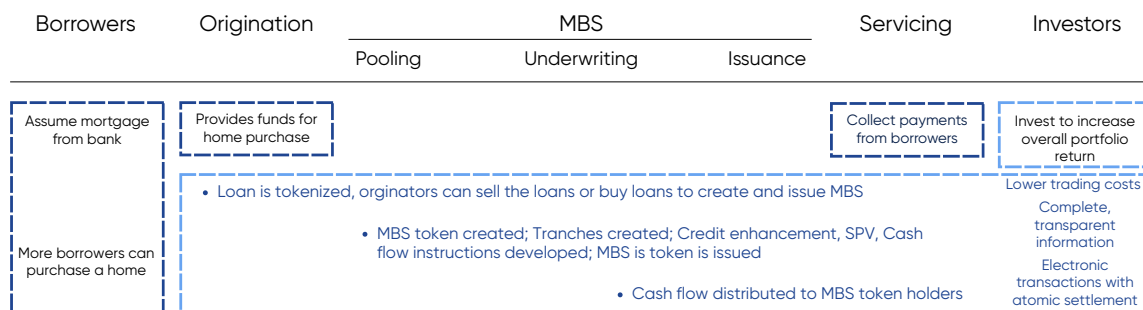 Borrowers
Origination
MBS
Servicing
Investors
Pooling
Underwriting
Issuance
Assume mortgage
from bank
Provides funds for
home purchase
Collect payments
from borrowers
Invest to increase
overall portfolio
return
• Loan is tokenized, orginators can sell the loans or buy loans to create and issue MBS
Lower trading costs
Complete,
transparent
information
• MBS token created; Tranches created; Credit enhancement, SPV, Cash
flow instructions developed; MBS is token is issued
More borrowers can
purchase a home
Electronic
transactions with
atomic settlement
• Cash flow distributed to MBS token holders